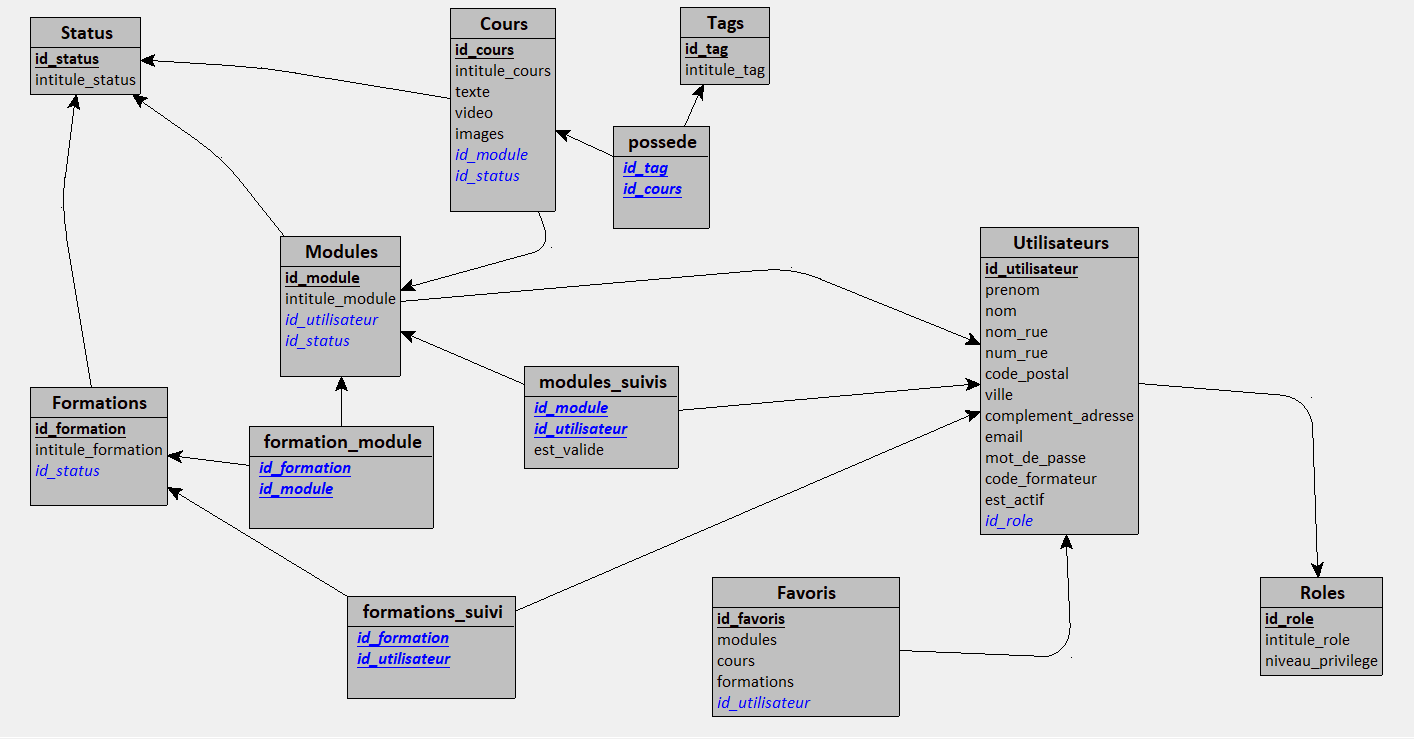 Status
id_status
intitule_status
Cours
id_cours
intitule_cours
texte
video
images
id_module
id_status
Tags
id_tag
intitule_tag
possede
id_tag
id_cours
Modules
id_module
intitule_module
id_utilisateur
id_status
Utilisateurs
id_utilisateur
prenom
nom
nom_rue
num_rue
code_postal
ville
complement_adresse
email
mot_de_passe
code_formateur
est_actif
id_role
Formations
id_formation
intitule_formation
id_status
formation_module
id_formation
id_module
modules_suivis
id_module
id_utilisateur
est_valide
formations_suivi
id_formation
id_utilisateur
Favoris
id_favoris
modules
cours
formations
id_utilisateur
Roles
id_role
intitule_role
niveau_privilege